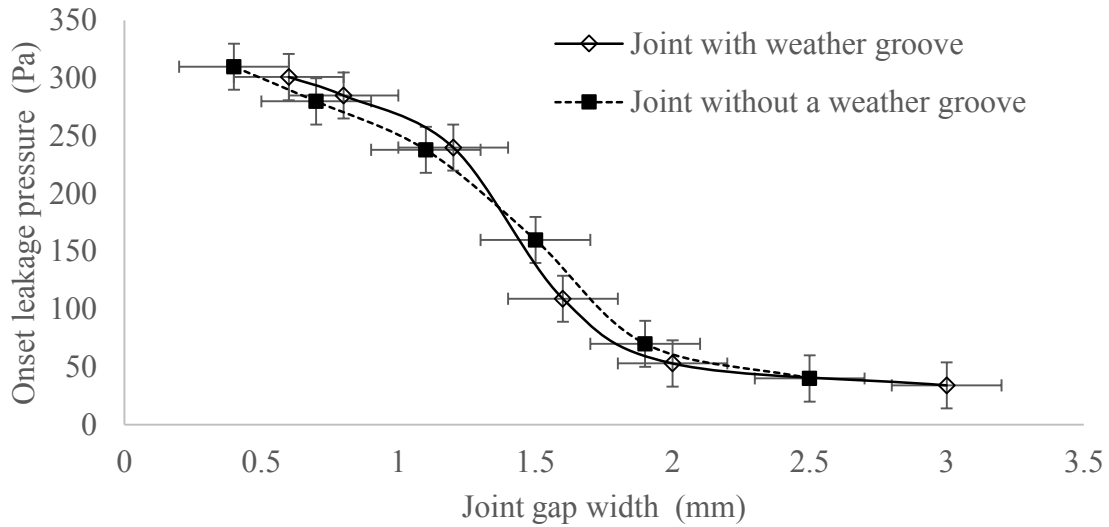 Onset leakage pressure (Pa)
350
300
250
200
150
100
50
0
Joint with weather groove
Joint without a weather groove
0 0.5 1 1.5 2 2.5 3 3.5
Joint gap width (mm)